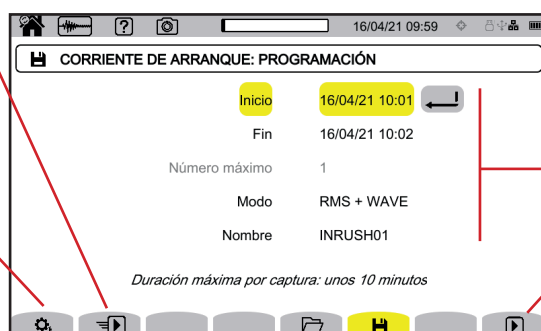 ? 16/04/21 09:59
CORRIENTE DE ARRANQUE: PROGRAMACIÓN
Inicio 16/04/21 10:01
Fin 16/04/21 10:02
Número máximo 1
Modo RMS + WAVE
Nombre INRUSH01
Duración máxima por captura: unos 10 minutos